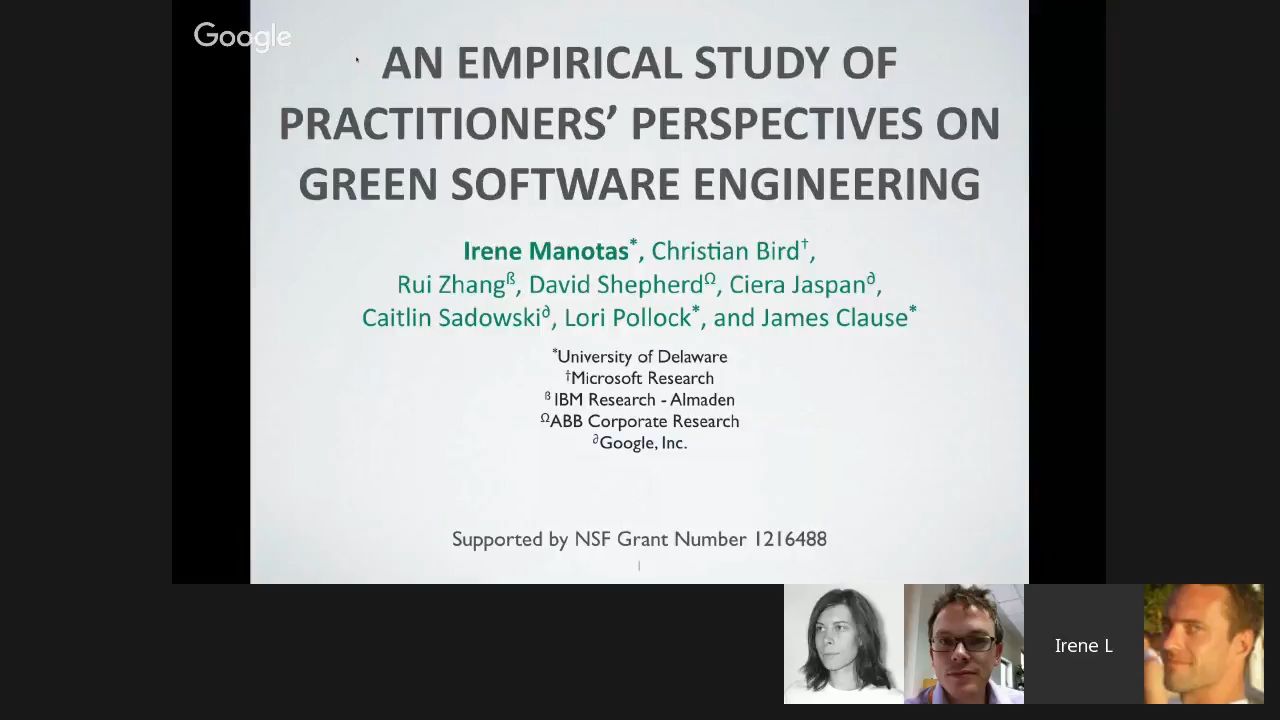 Google
AN EMPIRICAL STUDY OF
PRACTITIONERS’ PERSPECTIVES ON
GREEN SOFTWARE ENGINEERING
Irene Manotas*, Christian Bird†,
Rui Zhangß, David ShepherdΩ, Ciera Jaspan∂,
Caitlin Sadowski∂, Lori Pollock*, and James Clause*
*University of Delaware
†Microsoft Research
ß IBM Research - Almaden
ΩABB Corporate Research
∂Google, Inc.
Supported by NSF Grant Number 1216488
1
Irene L